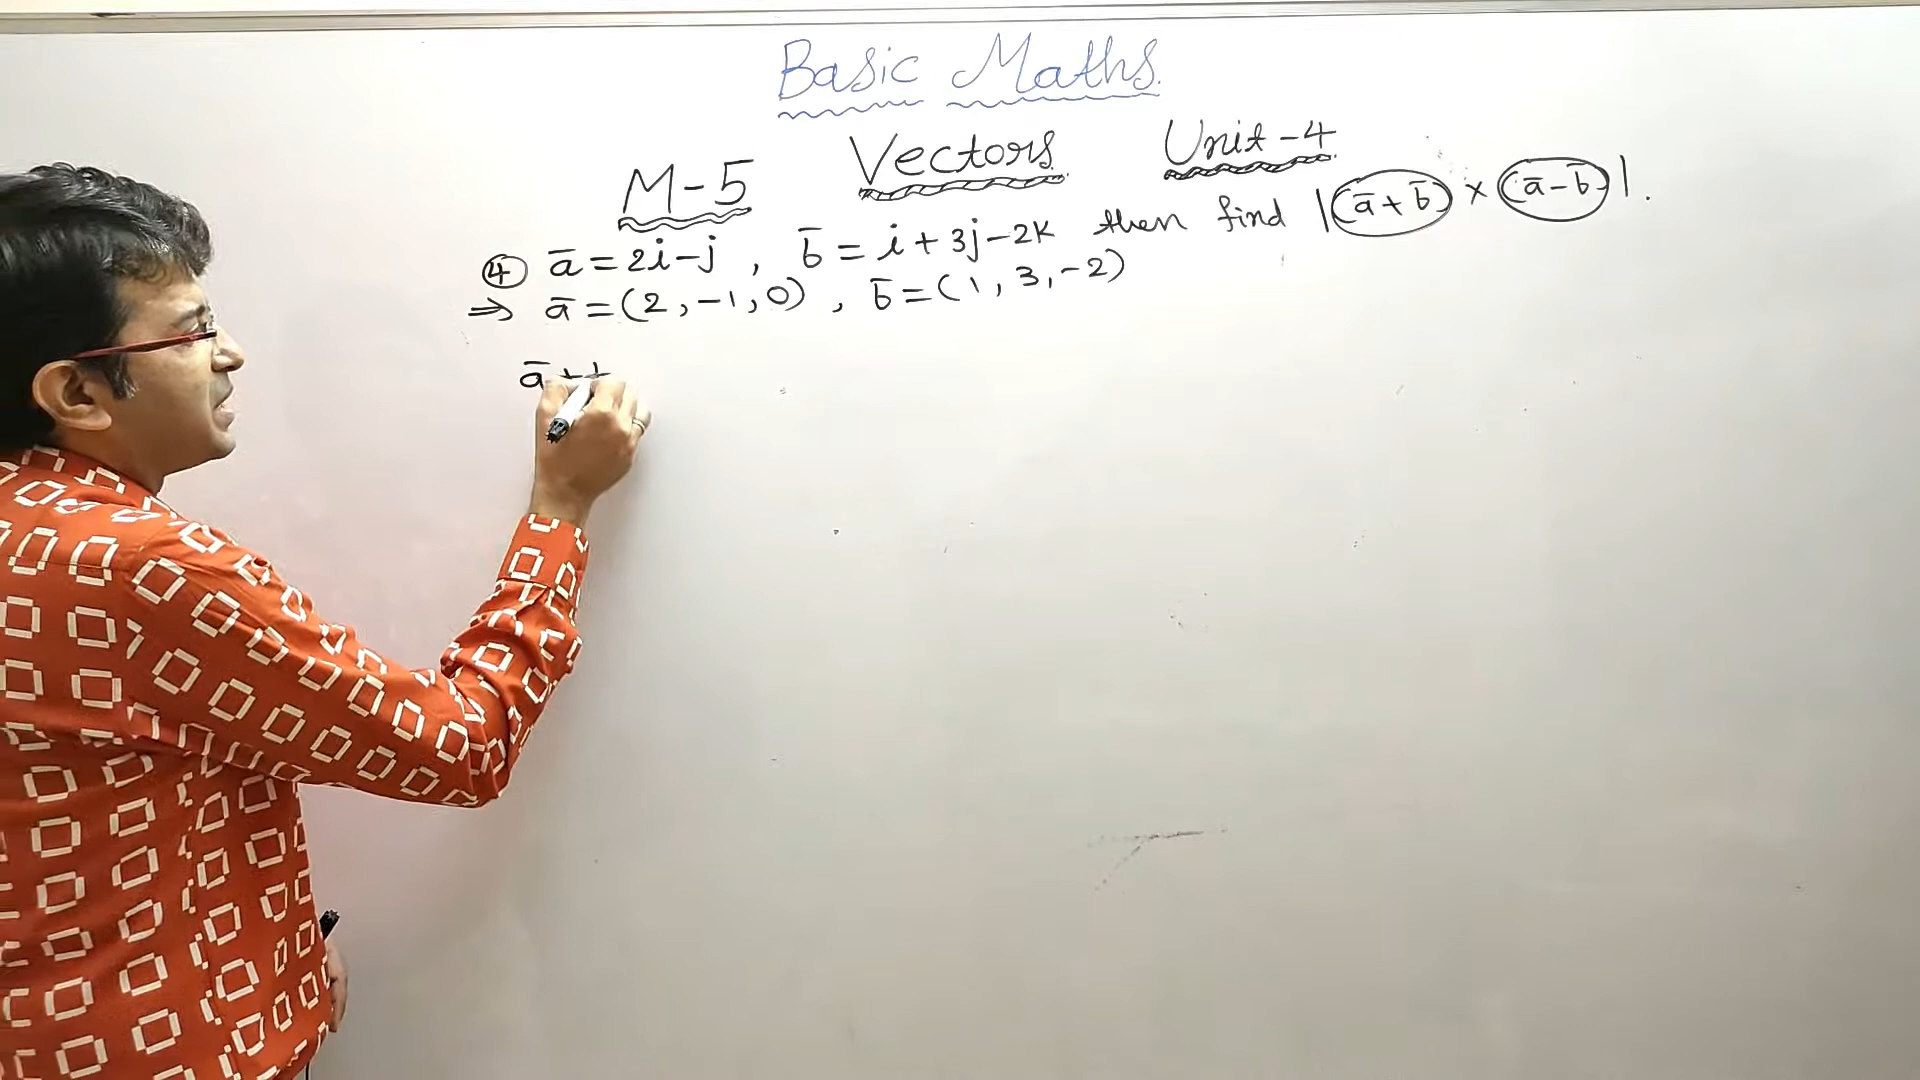 Basic Maths.
M-5 Vectors Unit-4
④ a̅ = 2i-j , b̅ = i+3j-2k then find |(a̅+b̅) × (a̅-b̅)|.
⇒ a̅ = (2, -1, 0) , b̅ = (1, 3, -2)
a̅ +